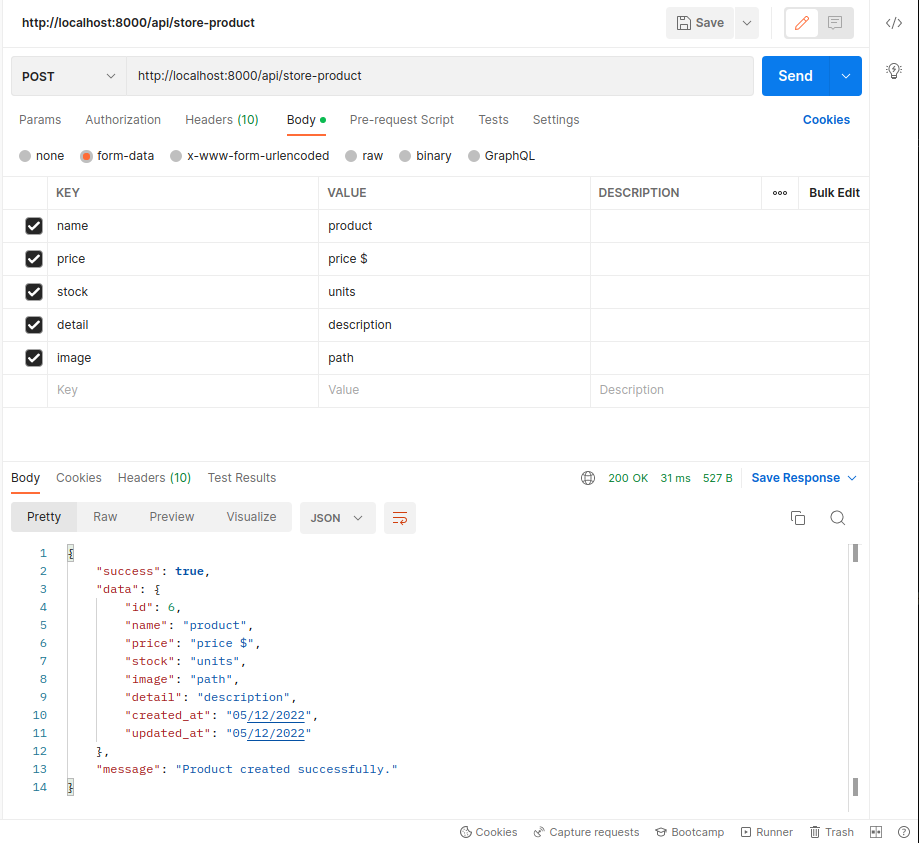 http://localhost:8000/api/store-product Save
POST http://localhost:8000/api/store-product Send
Params Authorization Headers (10) Body Pre-request Script Tests Settings Cookies
none form-data x-www-form-urlencoded raw binary GraphQL
KEY VALUE DESCRIPTION Bulk Edit
name product
price price $
stock units
detail description
image path
Key Value Description
Body Cookies Headers (10) Test Results 200 OK 31 ms 527 B Save Response
Pretty Raw Preview Visualize JSON
1 {
2 "success": true,
3 "data": {
4 "id": 6,
5 "name": "product",
6 "price": "price $",
7 "stock": "units",
8 "image": "path",
9 "detail": "description",
10 "created_at": "05/12/2022",
11 "updated_at": "05/12/2022"
12 },
13 "message": "Product created successfully."
14 }
Cookies Capture requests Bootcamp Runner Trash